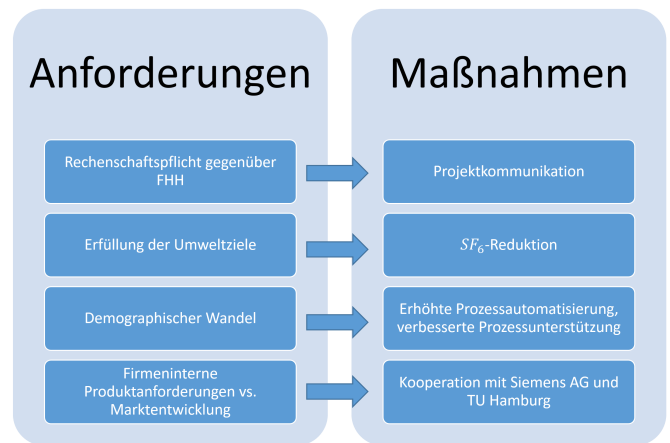 Anforderungen
Rechenschaftspflicht gegenüber
FHH
Erfüllung der Umweltziele
Demographischer Wandel
Firmeninterne
Produktanforderungen vs.
Marktentwicklung
Maßnahmen
Projektkommunikation
SF₆-Reduktion
Erhöhte Prozessautomatisierung,
verbesserte Prozessunterstützung
Kooperation mit Siemens AG und
TU Hamburg